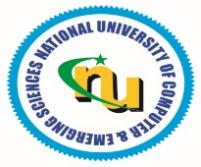 NATIONAL UNIVERSITY OF COMPUTER & EMERGING SCIENCES
nu